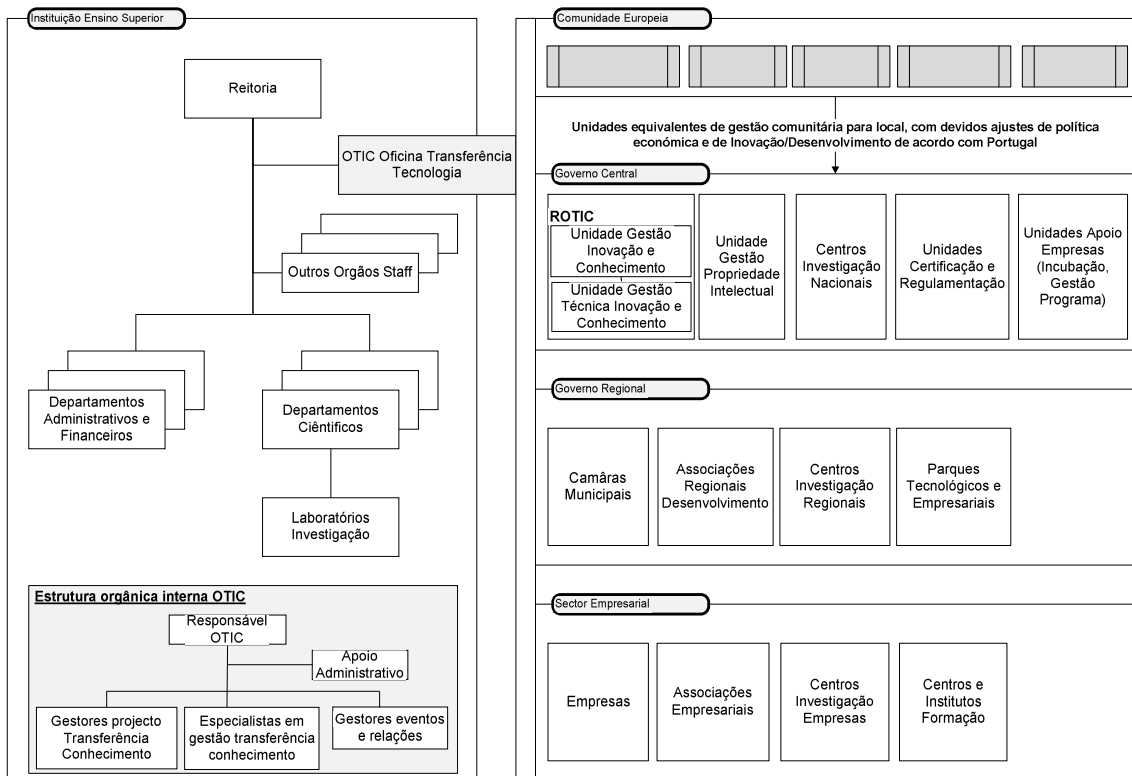 Instituição Ensino Superior
Reitoria
OTIC Oficina Transferência
Tecnologia
Outros Orgãos Staff
Departamentos
Administrativos e
Financeiros
Departamentos
Ciêntificos
Laboratórios
Investigação
Estrutura orgânica interna OTIC
Responsável
OTIC
Apoio
Administrativo
Gestores projecto
Transferência
Conhecimento
Especialistas em
gestão transferência
conhecimento
Gestores eventos
e relações
Comunidade Europeia
Unidades equivalentes de gestão comunitária para local, com devidos ajustes de política
económica e de Inovação/Desenvolvimento de acordo com Portugal
Governo Central
ROTIC
Unidade Gestão
Inovação e
Conhecimento
Unidade Gestão
Técnica Inovação e
Conhecimento
Unidade
Gestão
Propriedade
Intelectual
Centros
Investigação
Nacionais
Unidades
Certificação e
Regulamentação
Unidades Apoio
Empresas
(Incubação,
Gestão
Programa)
Governo Regional
Camâras
Municipais
Associações
Regionais
Desenvolvimento
Centros
Investigação
Regionais
Parques
Tecnológicos e
Empresariais
Sector Empresarial
Empresas
Associações
Empresariais
Centros
Investigação
Empresas
Centros e
Institutos
Formação